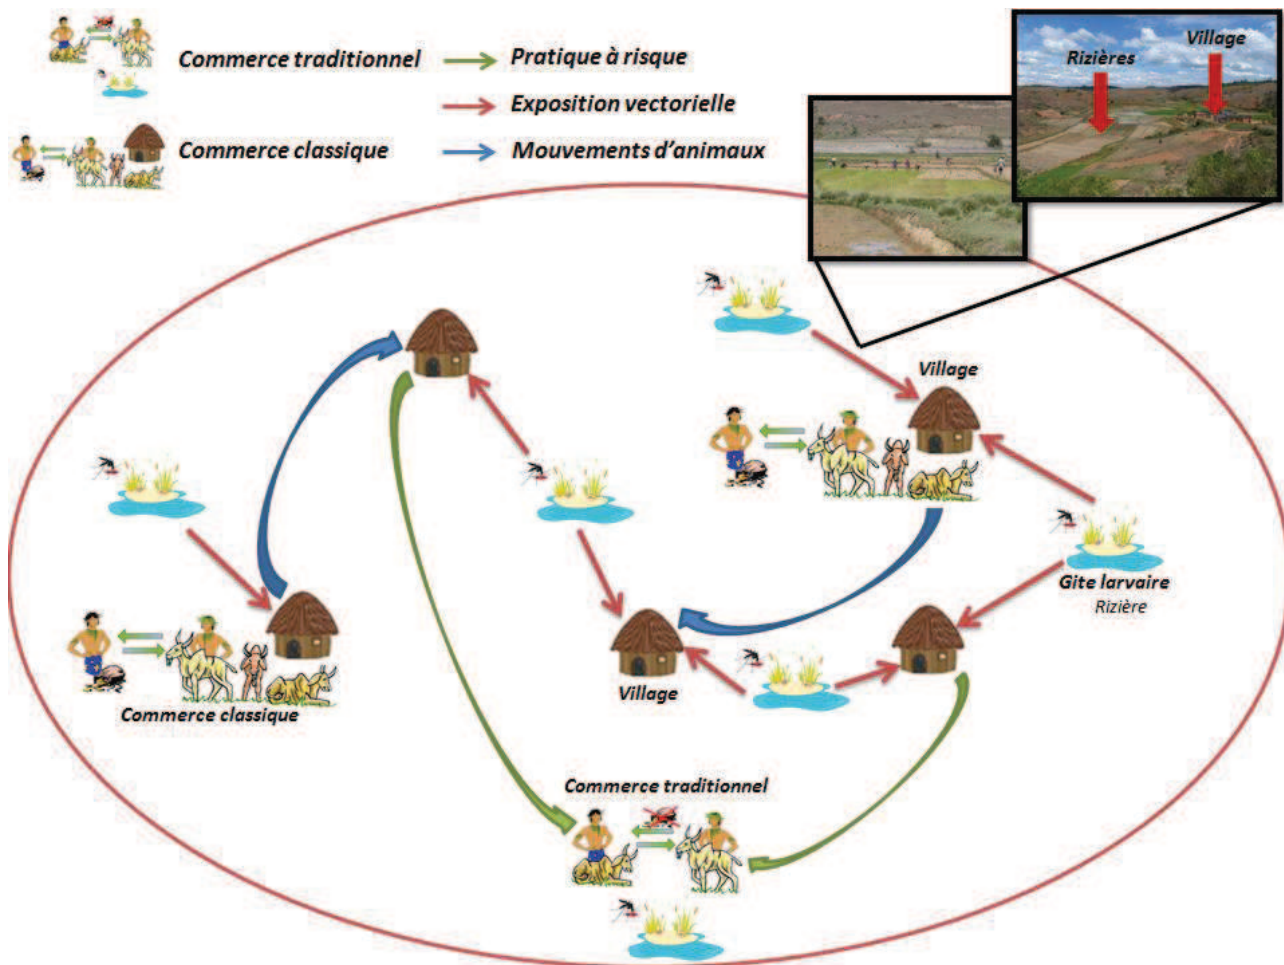 Commerce traditionnel
Pratique à risque
Exposition vectorielle
Commerce classique
Mouvements d'animaux
Rizières
Village
Village
Gite larvaire
Rizière
Village
Commerce classique
Commerce traditionnel